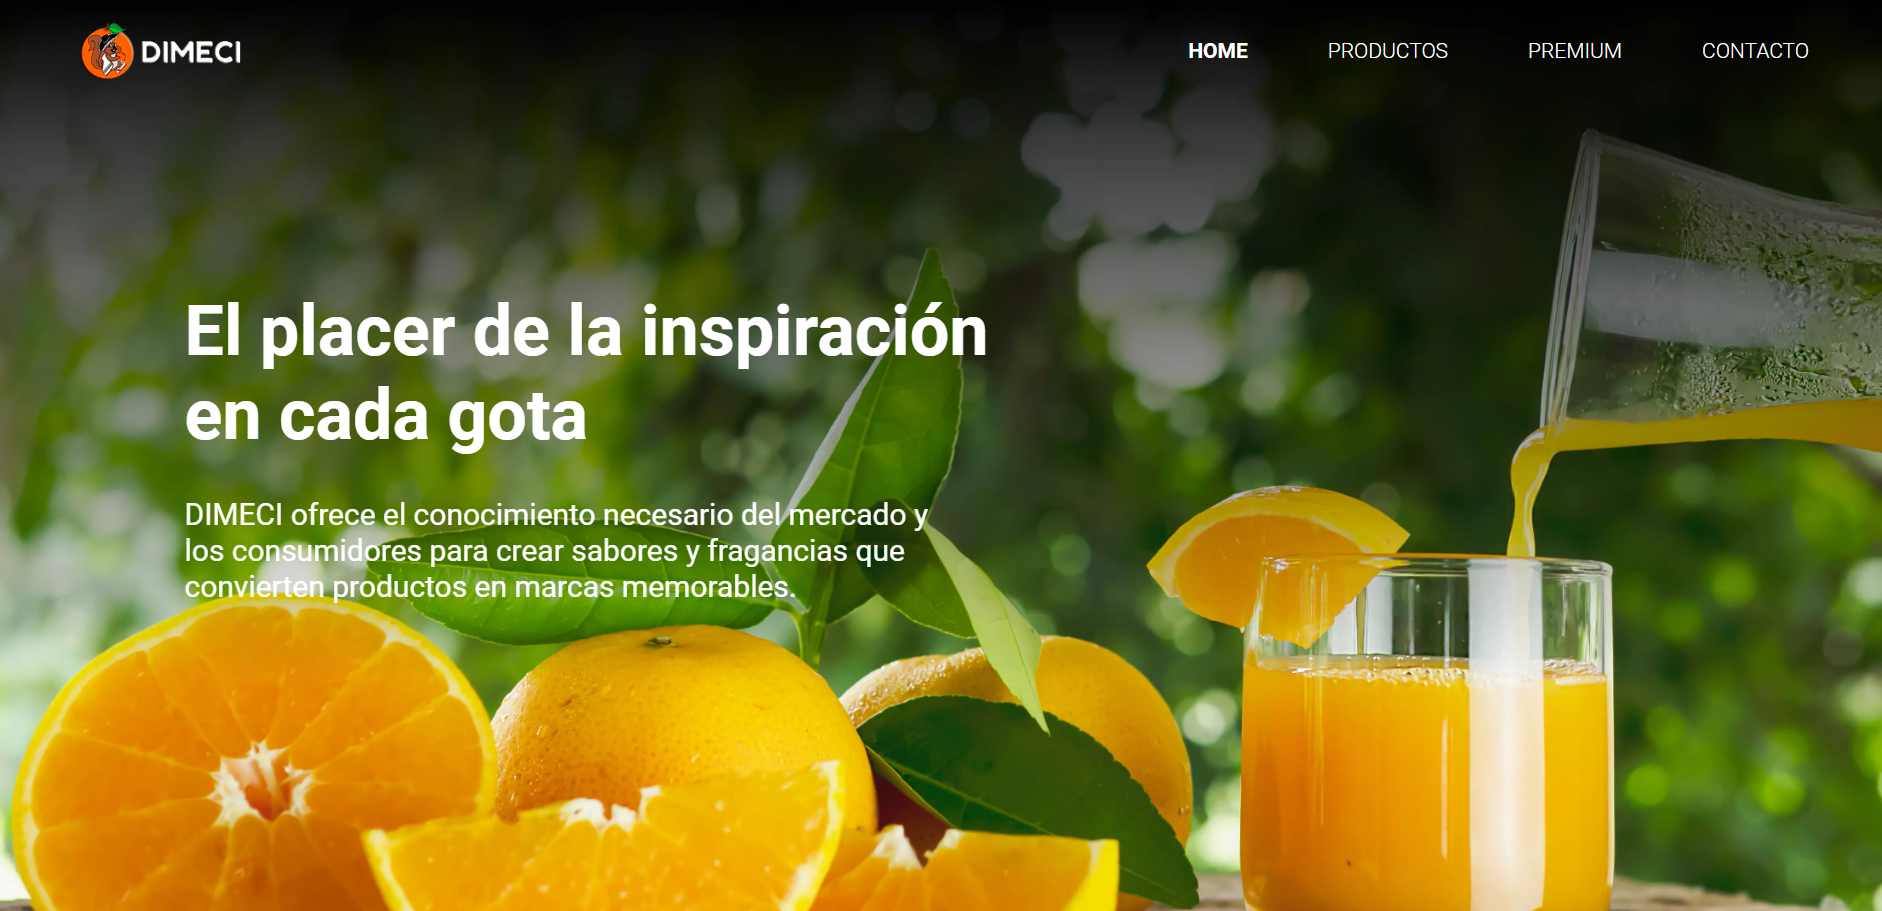 DIMECI
HOME
PRODUCTOS
PREMIUM
CONTACTO
El placer de la inspiración
en cada gota
DIMECI ofrece el conocimiento necesario del mercado y
los consumidores para crear sabores y fragancias que
convierten productos en marcas memorables.